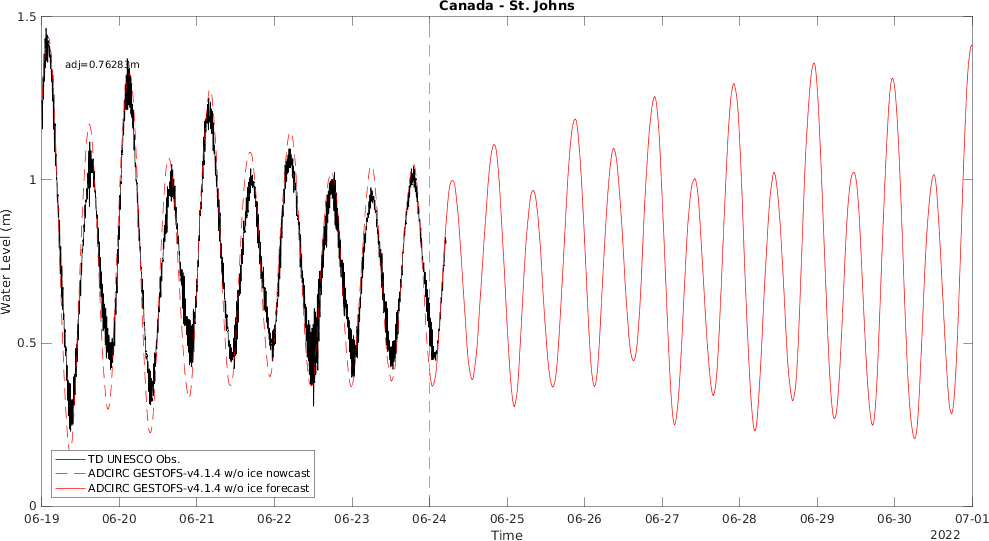 Canada - St. Johns
1.5
adj=0.76283m
1
Water Level (m)
0.5
TD UNESCO Obs.
ADCIRC GESTOFS-v4.1.4 w/o ice nowcast
ADCIRC GESTOFS-v4.1.4 w/o ice forecast
0
06-19 06-20 06-21 06-22 06-23 06-24 06-25 06-26 06-27 06-28 06-29 06-30 07-01
Time
2022